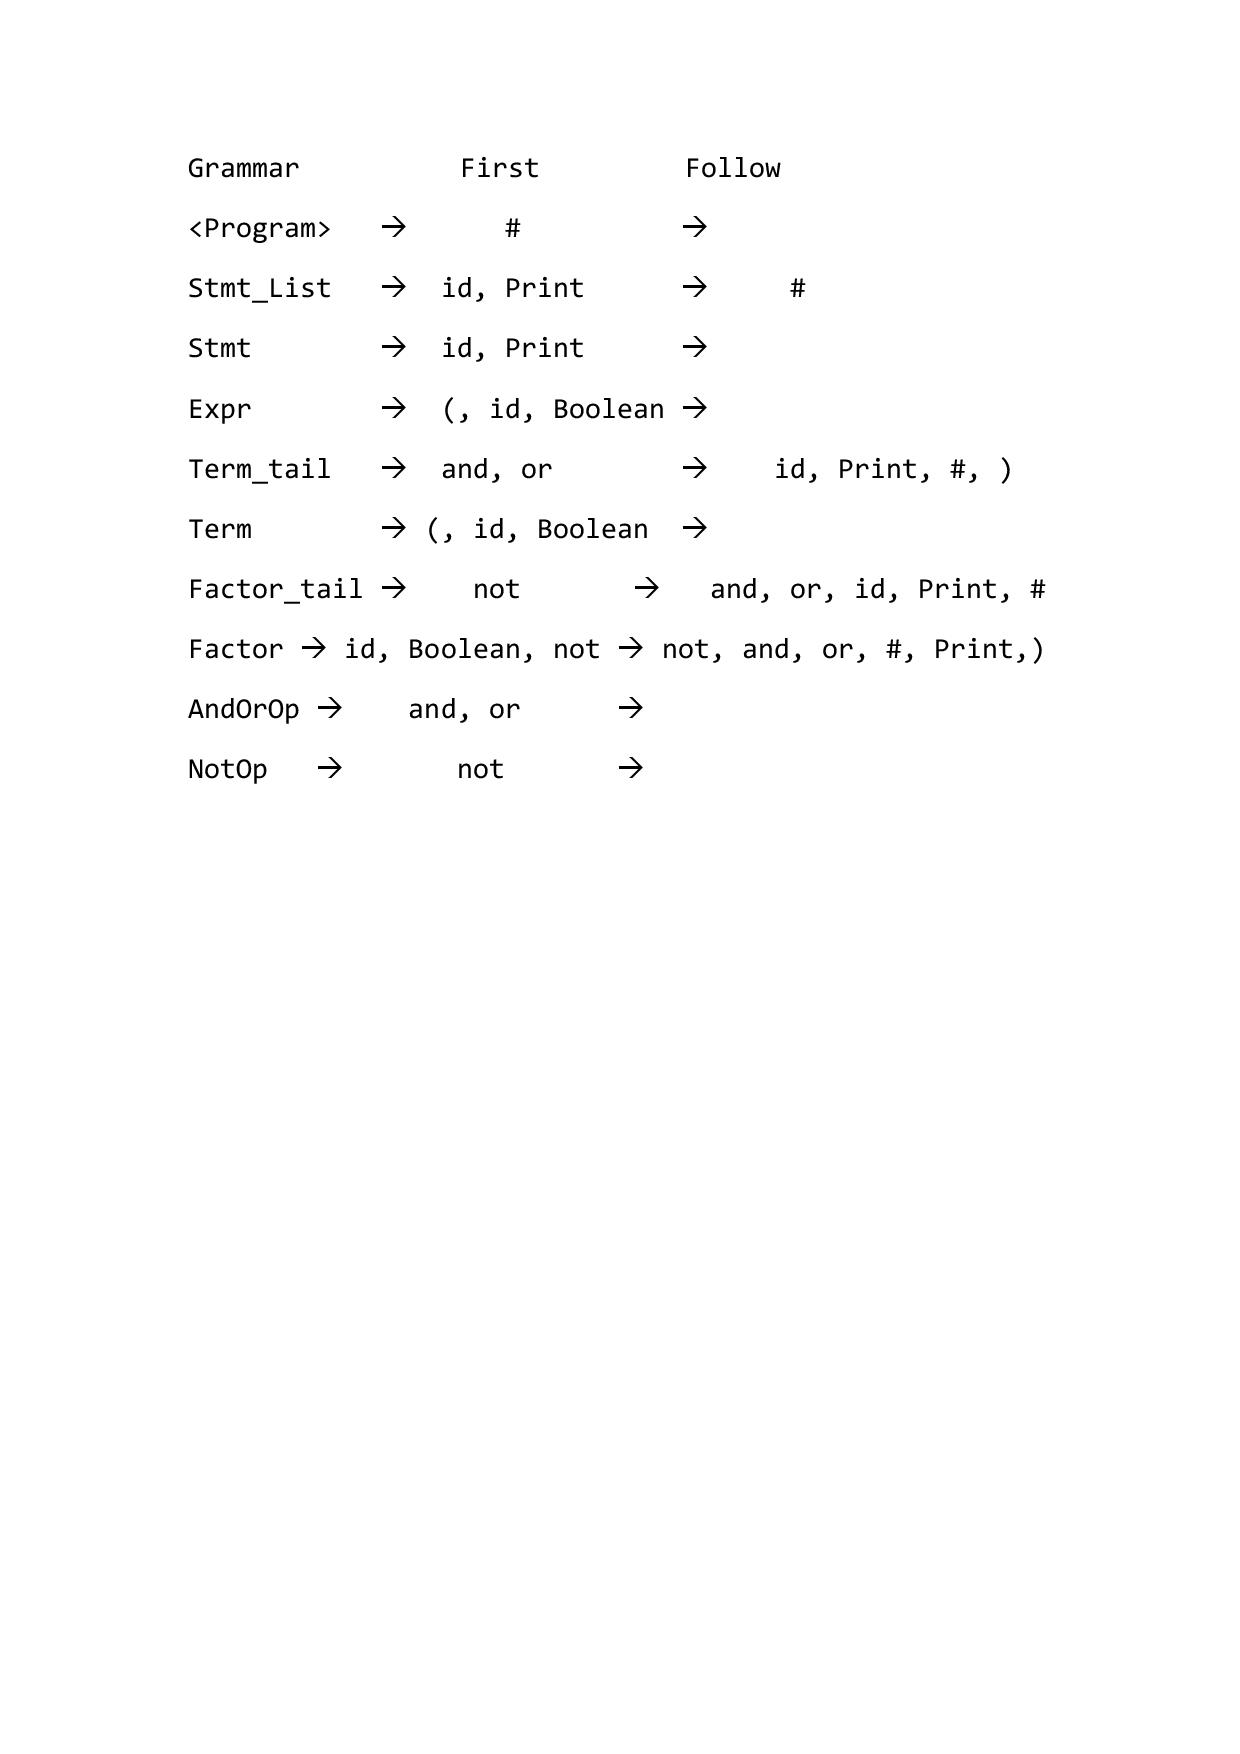 Grammar First Follow
<Program> → # →
Stmt_List → id, Print → #
Stmt → id, Print →
Expr → (, id, Boolean →
Term_tail → and, or → id, Print, #, )
Term → (, id, Boolean →
Factor_tail → not → and, or, id, Print, #
Factor → id, Boolean, not → not, and, or, #, Print,)
AndOrOp → and, or →
NotOp → not →